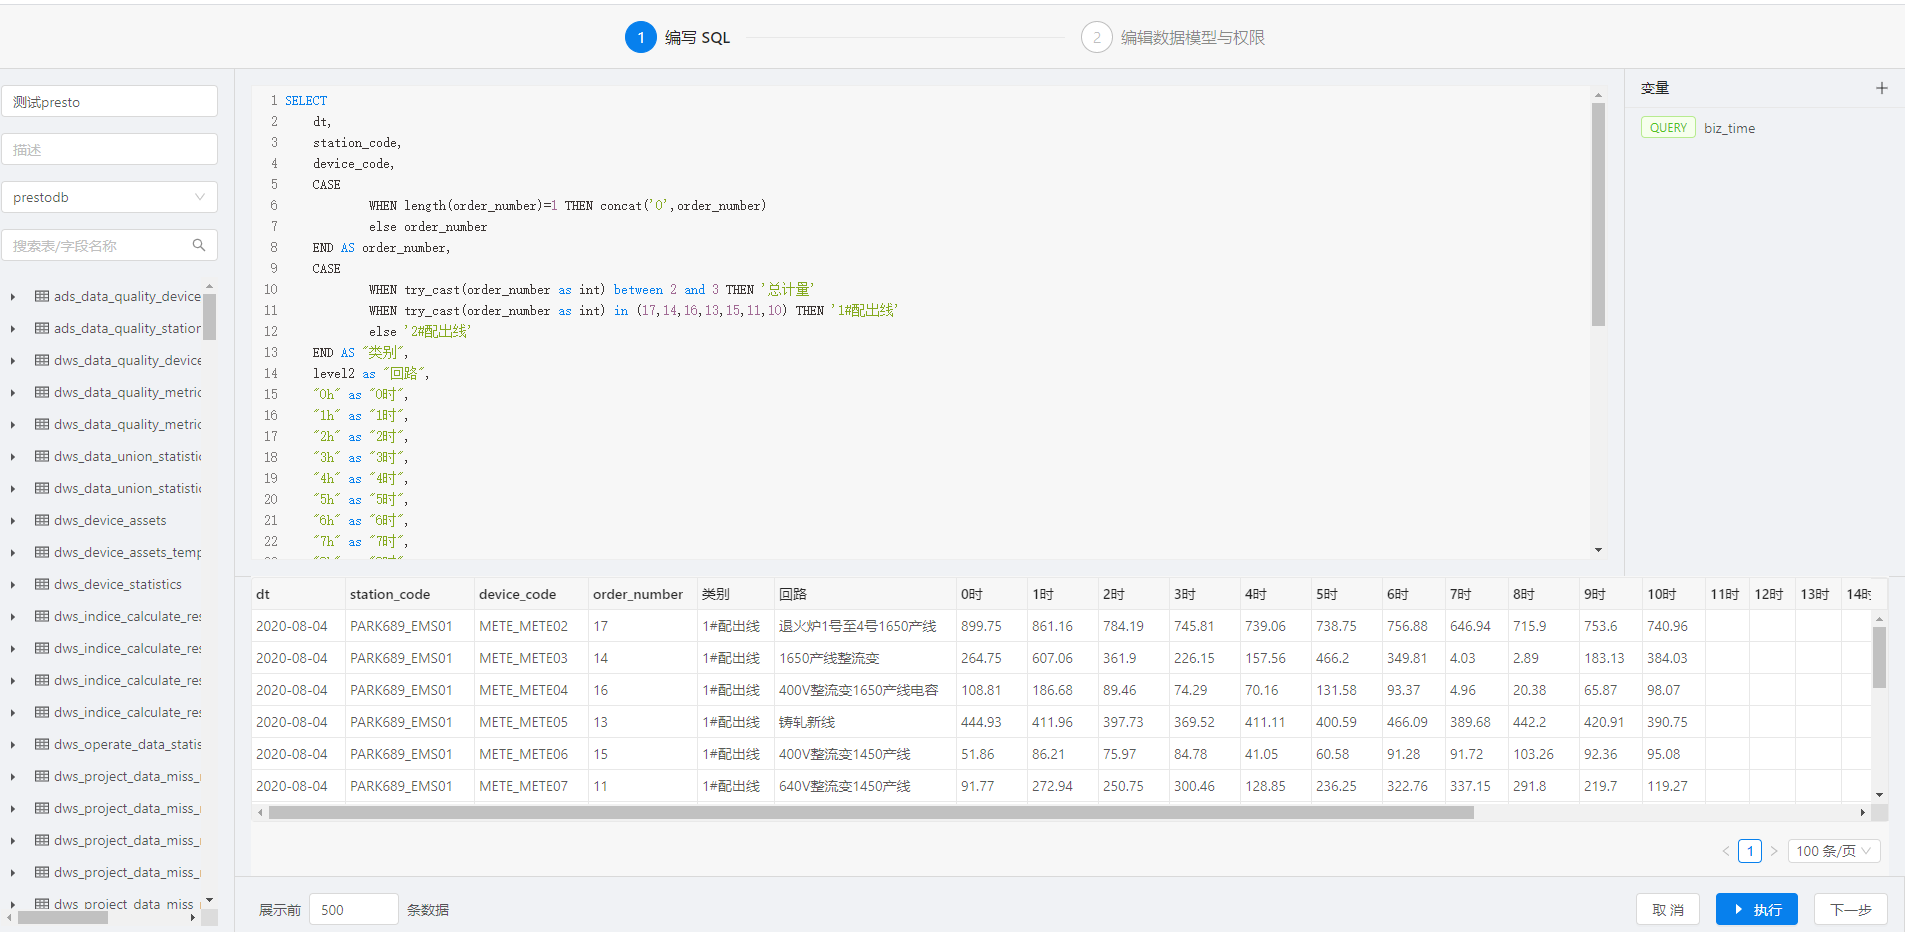 1 编写 SQL
2 编辑数据模型与权限
测试presto
描述
prestodb
搜索表/字段名称
ads_data_quality_device
ads_data_quality_station
dws_data_quality_device
dws_data_quality_metric
dws_data_quality_metric
dws_data_union_statistic
dws_data_union_statistic
dws_device_assets
dws_device_assets_temp
dws_device_statistics
dws_indice_calculate_res
dws_indice_calculate_res
dws_indice_calculate_res
dws_indice_calculate_res
dws_operate_data_statis
dws_project_data_miss_
dws_project_data_miss_
dws_project_data_miss_
dws_project_data_miss_
dws_project_data_miss
1 SELECT
2 dt,
3 station_code,
4 device_code,
5 CASE
6 WHEN length(order_number)=1 THEN concat('0',order_number)
7 else order_number
8 END AS order_number,
9 CASE
10 WHEN try_cast(order_number as int) between 2 and 3 THEN '总计量'
11 WHEN try_cast(order_number as int) in (17,14,16,13,15,11,10) THEN '1#配出线'
12 else '2#配出线'
13 END AS "类别",
14 level2 as "回路",
15 "0h" as "0时",
16 "1h" as "1时",
17 "2h" as "2时",
18 "3h" as "3时",
19 "4h" as "4时",
20 "5h" as "5时",
21 "6h" as "6时",
22 "7h" as "7时",
变量 +
QUERY biz_time
dt station_code device_code order_number 类别 回路 0时 1时 2时 3时 4时 5时 6时 7时 8时 9时 10时 11时 12时 13时 14时
2020-08-04 PARK689_EMS01 METE_METE02 17 1#配出线 退火炉1号至4号1650产线 899.75 861.16 784.19 745.81 739.06 738.75 756.88 646.94 715.9 753.6 740.96
2020-08-04 PARK689_EMS01 METE_METE03 14 1#配出线 1650产线整流变 264.75 607.06 361.9 226.15 157.56 466.2 349.81 4.03 2.89 183.13 384.03
2020-08-04 PARK689_EMS01 METE_METE04 16 1#配出线 400V整流变1650产线电容 108.81 186.68 89.46 74.29 70.16 131.58 93.37 4.96 20.38 65.87 98.07
2020-08-04 PARK689_EMS01 METE_METE05 13 1#配出线 铸轧新线 444.93 411.96 397.73 369.52 411.11 400.59 466.09 389.68 442.2 420.91 390.75
2020-08-04 PARK689_EMS01 METE_METE06 15 1#配出线 400V整流变1450产线 51.86 86.21 75.97 84.78 41.05 60.58 91.28 91.72 103.26 92.36 95.08
2020-08-04 PARK689_EMS01 METE_METE07 11 1#配出线 640V整流变1450产线 91.77 272.94 250.75 300.46 128.85 236.25 322.76 337.15 291.8 219.7 119.27
< 1 > 100 条/页
展示前 500 条数据
取 消 执行 下一步